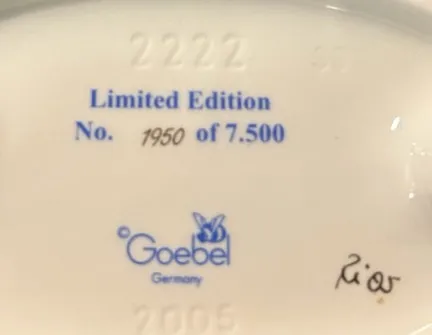 2222
Limited Edition
No. 1950 of 7.500
© Goebel
Germany
2005